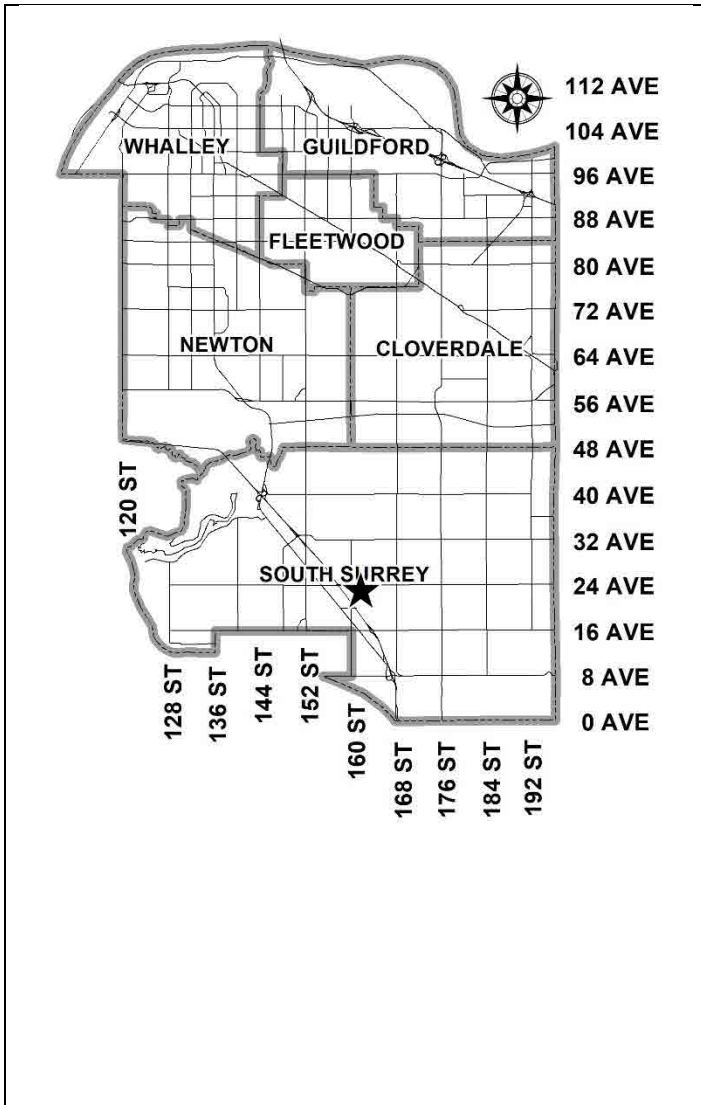 112 AVE
104 AVE
WHALLEY
GUILDFORD
96 AVE
88 AVE
FLEETWOOD
80 AVE
72 AVE
NEWTON
CLOVERDALE
64 AVE
56 AVE
48 AVE
120 ST
40 AVE
32 AVE
SOUTH SURREY
24 AVE
16 AVE
8 AVE
0 AVE
128 ST
136 ST
144 ST
152 ST
160 ST
168 ST
176 ST
184 ST
192 ST